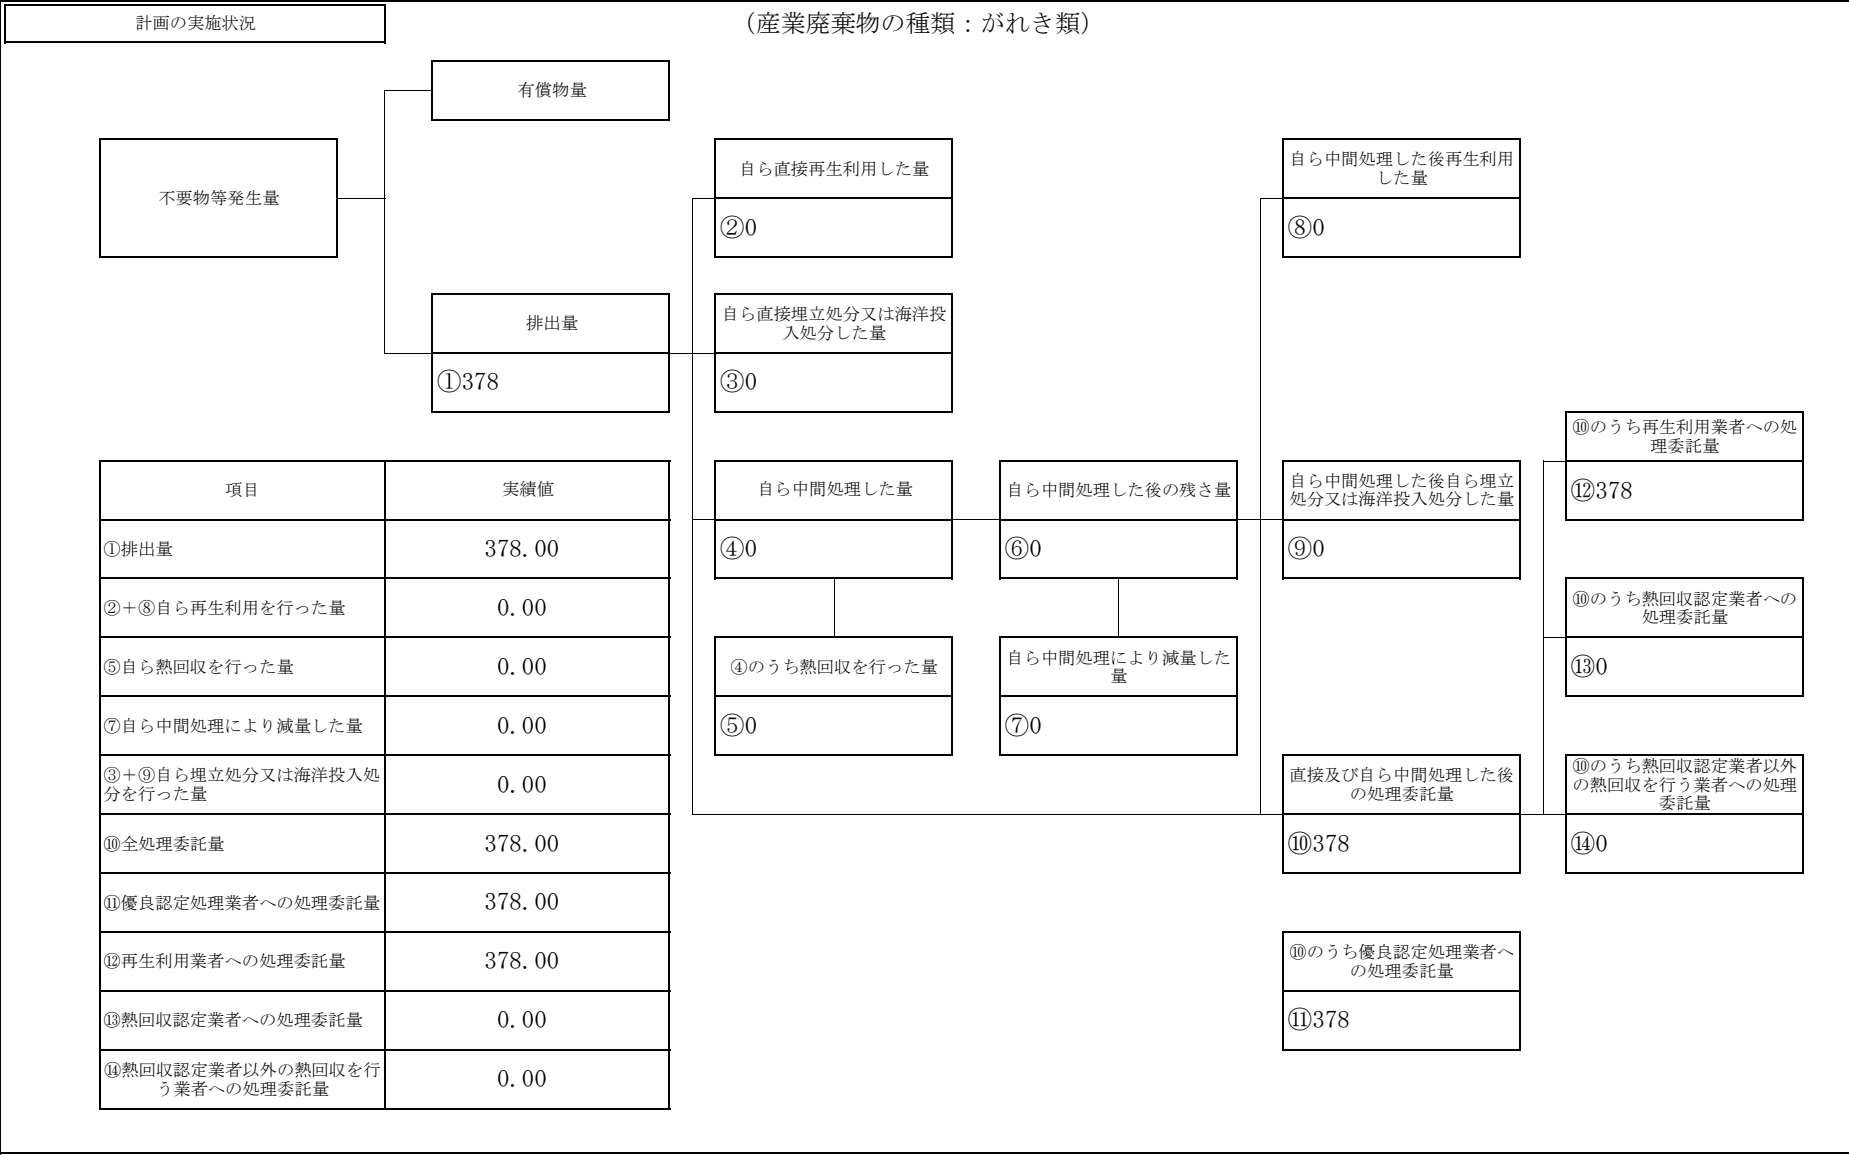 計画の実施状況
（産業廃棄物の種類：がれき類）
有償物量
不要物等発生量
自ら直接再生利用した量
②0
自ら中間処理した後再生利用
した量
⑧0
排出量
①378
自ら直接埋立処分又は海洋投
入処分した量
③0
⑩のうち再生利用業者への処
理委託量
⑫378
自ら中間処理した量
④0
自ら中間処理した後の残さ量
⑥0
自ら中間処理した後自ら埋立
処分又は海洋投入処分した量
⑨0
⑩のうち熱回収認定業者への
処理委託量
⑬0
④のうち熱回収を行った量
⑤0
自ら中間処理により減量した
量
⑦0
直接及び自ら中間処理した後
の処理委託量
⑩378
⑩のうち熱回収認定業者以外
の熱回収を行う業者への処理
委託量
⑭0
⑩のうち優良認定処理業者へ
の処理委託量
⑪378
項目 実績値
①排出量 378.00
②＋⑧自ら再生利用を行った量 0.00
⑤自ら熱回収を行った量 0.00
⑦自ら中間処理により減量した量 0.00
③＋⑨自ら埋立処分又は海洋投入処
分を行った量 0.00
⑩全処理委託量 378.00
⑪優良認定処理業者への処理委託量 378.00
⑫再生利用業者への処理委託量 378.00
⑬熱回収認定業者への処理委託量 0.00
⑭熱回収認定業者以外の熱回収を行
う業者への処理委託量 0.00